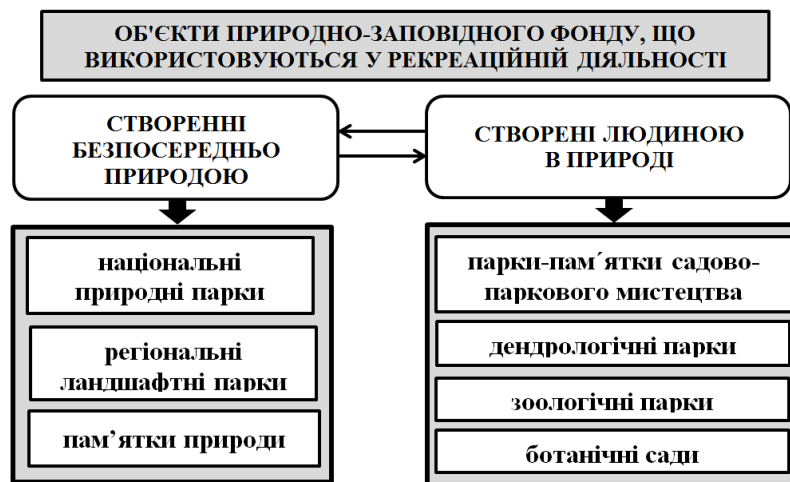 ОБ'ЄКТИ ПРИРОДНО-ЗАПОВІДНОГО ФОНДУ, ЩО
ВИКОРИСТОВУЮТЬСЯ У РЕКРЕАЦІЙНІЙ ДІЯЛЬНОСТІ
СТВОРЕННІ
БЕЗПОСЕРЕДНЬО
ПРИРОДОЮ
СТВОРЕНІ ЛЮДИНОЮ
В ПРИРОДІ
національні
природні парки
регіональні
ландшафтні парки
пам’ятки природи
парки-пам´ятки садово-
паркового мистецтва
дендрологічні парки
зоологічні парки
ботанічні сади